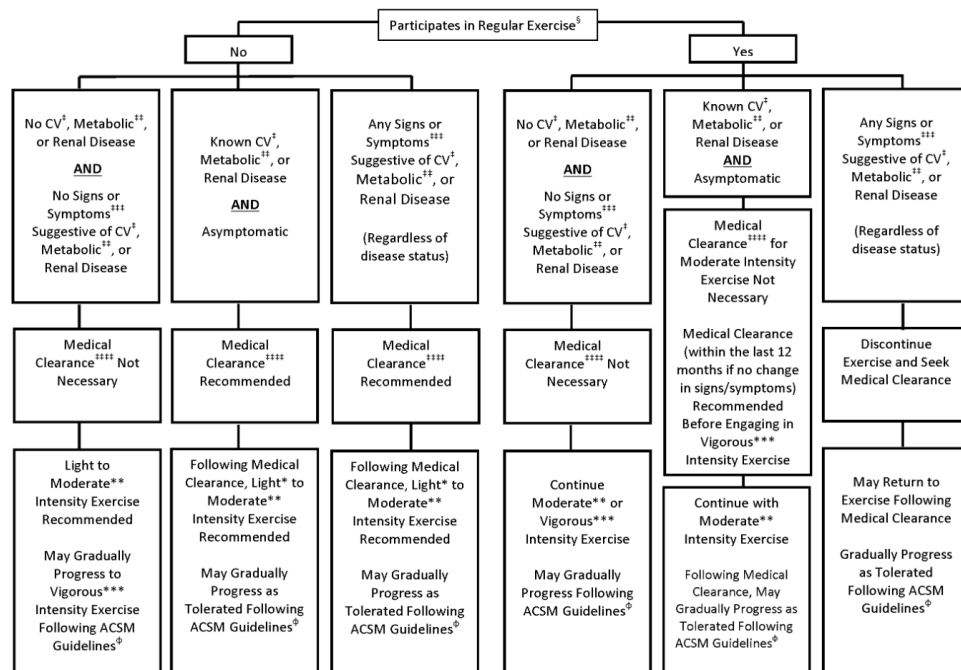 Participates in Regular Exercise§
No
Yes
No CV‡, Metabolic‡‡,
or Renal Disease
AND
No Signs or
Symptoms‡‡‡
Suggestive of CV‡,
Metabolic‡‡, or
Renal Disease
Known CV‡,
Metabolic‡‡, or
Renal Disease
AND
Asymptomatic
Any Signs or
Symptoms‡‡‡
Suggestive of CV‡,
Metabolic‡‡, or
Renal Disease
(Regardless of
disease status)
No CV‡, Metabolic‡‡,
or Renal Disease
AND
No Signs or
Symptoms‡‡‡
Suggestive of CV‡,
Metabolic‡‡, or
Renal Disease
Known CV‡,
Metabolic‡‡, or
Renal Disease
AND
Asymptomatic
Any Signs or
Symptoms‡‡‡
Suggestive of CV‡,
Metabolic‡‡, or
Renal Disease
(Regardless of
disease status)
Medical
Clearance‡‡‡‡ Not
Necessary
Medical
Clearance‡‡‡‡
Recommended
Medical
Clearance‡‡‡‡
Recommended
Medical
Clearance‡‡‡‡ Not
Necessary
Medical
Clearance‡‡‡‡ for
Moderate Intensity
Exercise Not
Necessary
Medical Clearance
(within the last 12
months if no change
in signs/symptoms)
Recommended
Before Engaging in
Vigorous***
Intensity Exercise
Discontinue
Exercise and Seek
Medical Clearance
Light to
Moderate**
Intensity Exercise
Recommended
May Gradually
Progress to
Vigorous***
Intensity Exercise
Following ACSM
Guidelinesᶲ
Following Medical
Clearance, Light* to
Moderate**
Intensity Exercise
Recommended
May Gradually
Progress as
Tolerated Following
ACSM Guidelinesᶲ
Following Medical
Clearance, Light* to
Moderate**
Intensity Exercise
Recommended
May Gradually
Progress as
Tolerated Following
ACSM Guidelinesᶲ
Continue
Moderate** or
Vigorous***
Intensity Exercise
May Gradually
Progress Following
ACSM Guidelinesᶲ
Continue with
Moderate**
Intensity Exercise
Following Medical
Clearance, May
Gradually Progress as
Tolerated Following
ACSM Guidelinesᶲ
May Return to
Exercise Following
Medical Clearance
Gradually Progress
as Tolerated
Following ACSM
Guidelinesᶲ